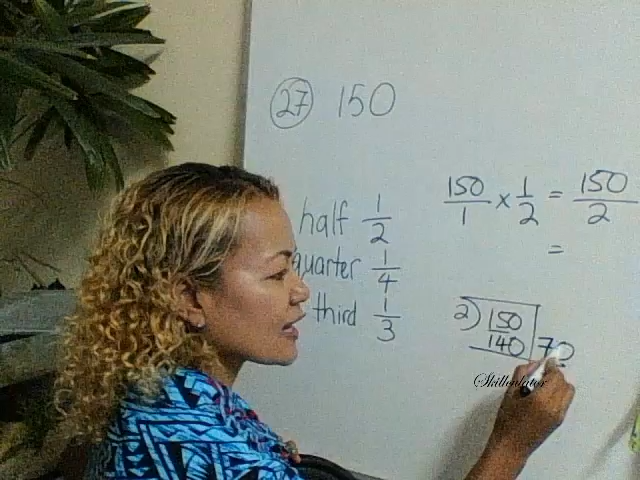 27 150
half 1/2
quarter 1/4
third 1/3
150/1 x 1/2 = 150/2
=
2) 150
140 70
Skillenlator